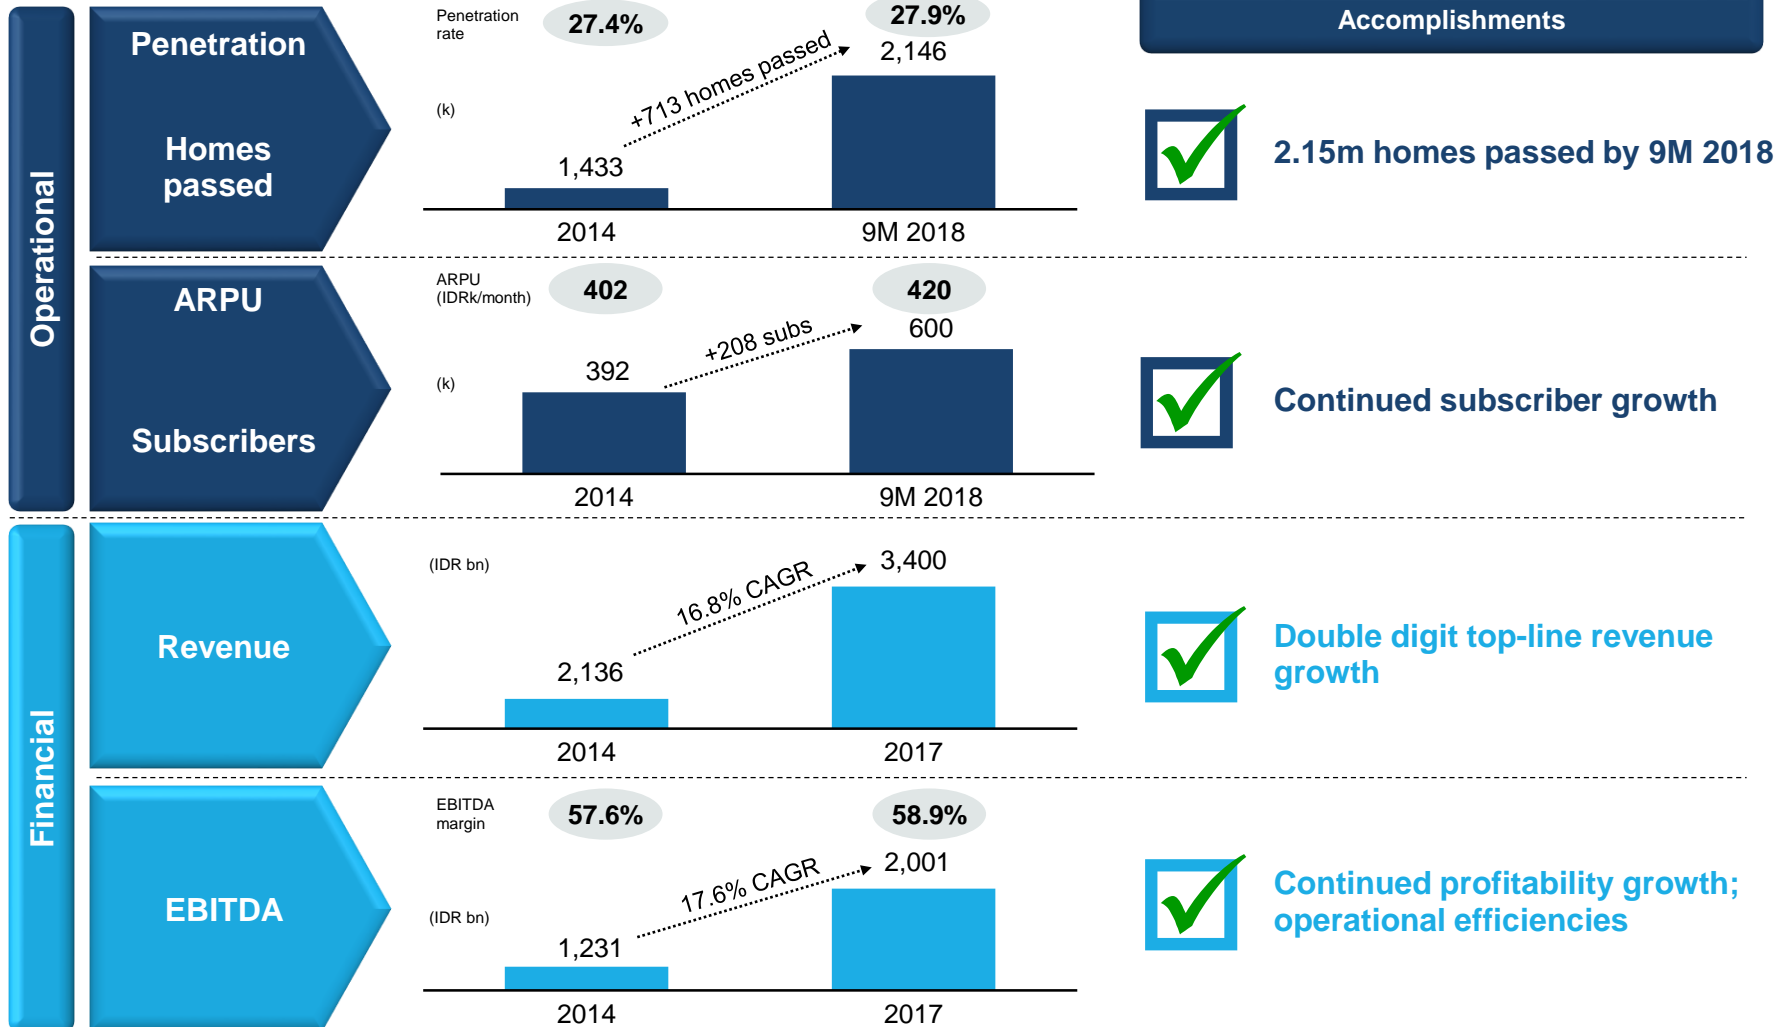 Accomplishments
Operational
Penetration
Homes
passed
Penetration
rate
27.4%
27.9%
(k)
+713 homes passed
1,433
2,146
2014
9M 2018
2.15m homes passed by 9M 2018
ARPU
Subscribers
ARPU
(IDRk/month)
402
420
(k)
+208 subs
392
600
2014
9M 2018
Continued subscriber growth
Financial
Revenue
(IDR bn)
16.8% CAGR
2,136
3,400
2014
2017
Double digit top-line revenue
growth
EBITDA
EBITDA
margin
57.6%
58.9%
(IDR bn)
17.6% CAGR
1,231
2,001
2014
2017
Continued profitability growth;
operational efficiencies